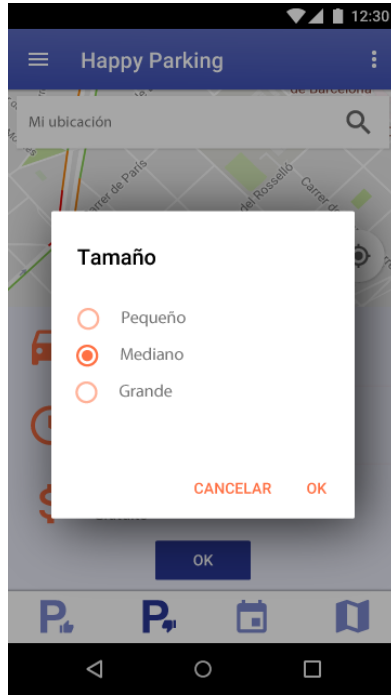 12:30
Happy Parking
de Barcelona
Mi ubicación
Carrer de París
del Rosselló
Carrer
Tamaño
Pequeño
Mediano
Grande
CANCELAR OK
OK
P P